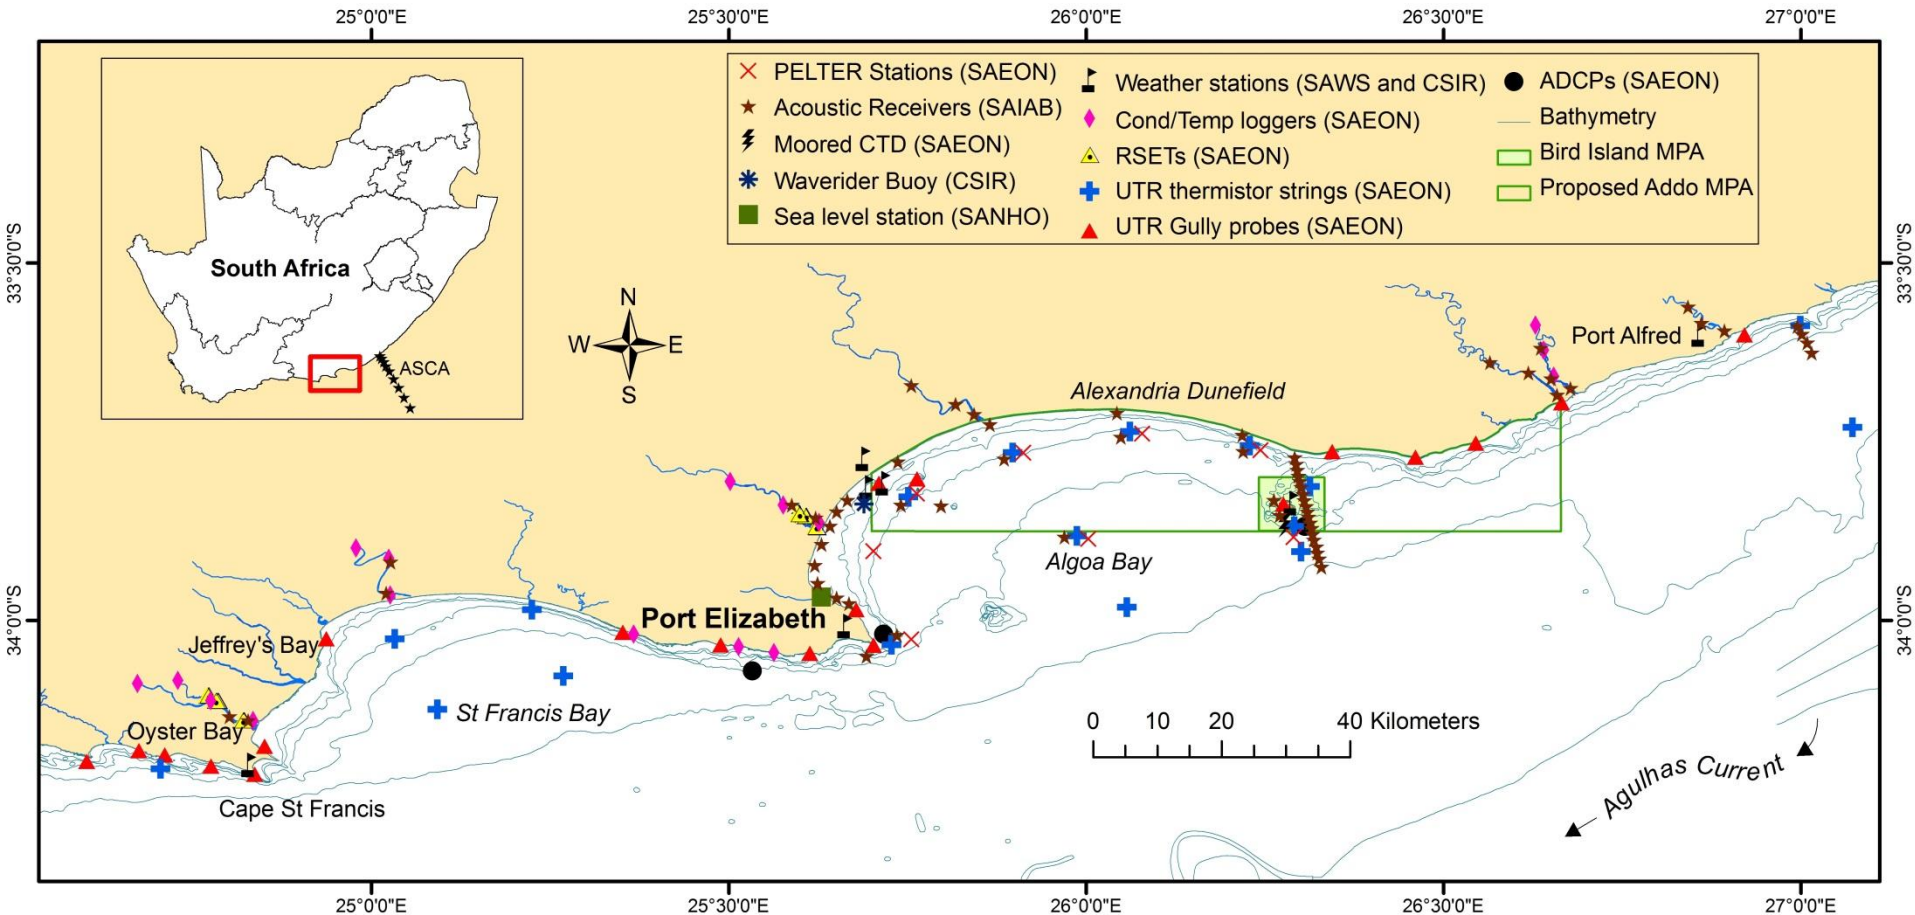 25°0'0"E
25°30'0"E
26°0'0"E
26°30'0"E
27°0'0"E
33°30'0"S
33°30'0"S
34°0'0"S
34°0'0"S
South Africa
ASCA
PELTER Stations (SAEON)
Acoustic Receivers (SAIAB)
Moored CTD (SAEON)
Waverider Buoy (CSIR)
Sea level station (SANHO)
Weather stations (SAWS and CSIR)
Cond/Temp loggers (SAEON)
RSETs (SAEON)
UTR thermistor strings (SAEON)
UTR Gully probes (SAEON)
ADCPs (SAEON)
Bathymetry
Bird Island MPA
Proposed Addo MPA
N
W
E
S
Port Alfred
Alexandria Dunefield
Algoa Bay
Port Elizabeth
Jeffrey's Bay
St Francis Bay
Oyster Bay
Cape St Francis
0 10 20 40 Kilometers
Agulhas Current
25°0'0"E
25°30'0"E
26°0'0"E
26°30'0"E
27°0'0"E